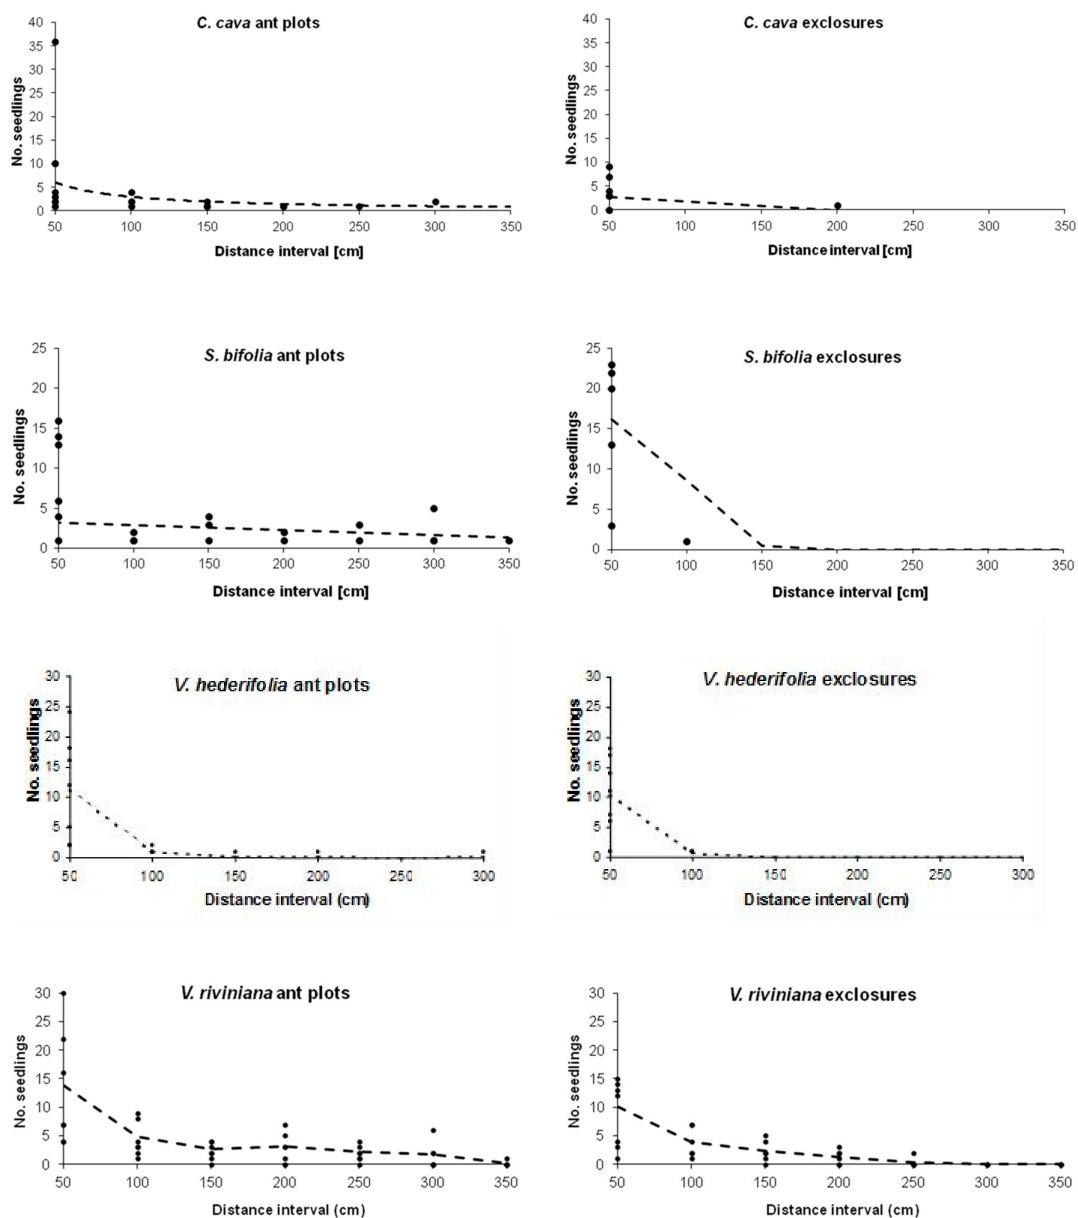 C. cava ant plots
No. seedlings
40
35
30
25
20
15
10
5
0
50 100 150 200 250 300 350
Distance interval [cm]
C. cava exclosures
No. seedlings
40
35
30
25
20
15
10
5
0
50 100 150 200 250 300 350
Distance interval [cm]
S. bifolia ant plots
No. seedlings
25
20
15
10
5
0
50 100 150 200 250 300 350
Distance interval [cm]
S. bifolia exclosures
No. seedlings
25
20
15
10
5
0
50 100 150 200 250 300 350
Distance interval [cm]
V. hederifolia ant plots
No. seedlings
30
25
20
15
10
5
0
50 100 150 200 250 300
Distance interval (cm)
V. hederifolia exclosures
No. seedlings
30
25
20
15
10
5
0
50 100 150 200 250 300
Distance interval (cm)
V. riviniana ant plots
No. seedlings
30
25
20
15
10
5
0
50 100 150 200 250 300 350
Distance interval (cm)
V. riviniana exclosures
No. seedlings
30
25
20
15
10
5
0
50 100 150 200 250 300 350
Distance interval (cm)